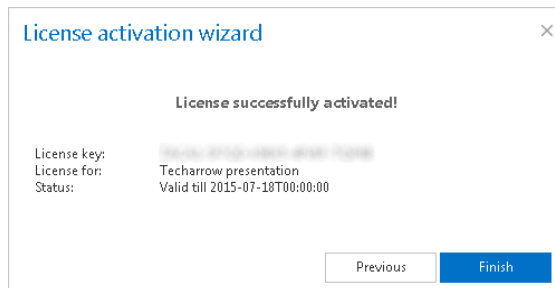 License activation wizard
License successfully activated!
License key:
License for: Techarrow presentation
Status: Valid till 2015-07-18T00:00:00
Previous Finish